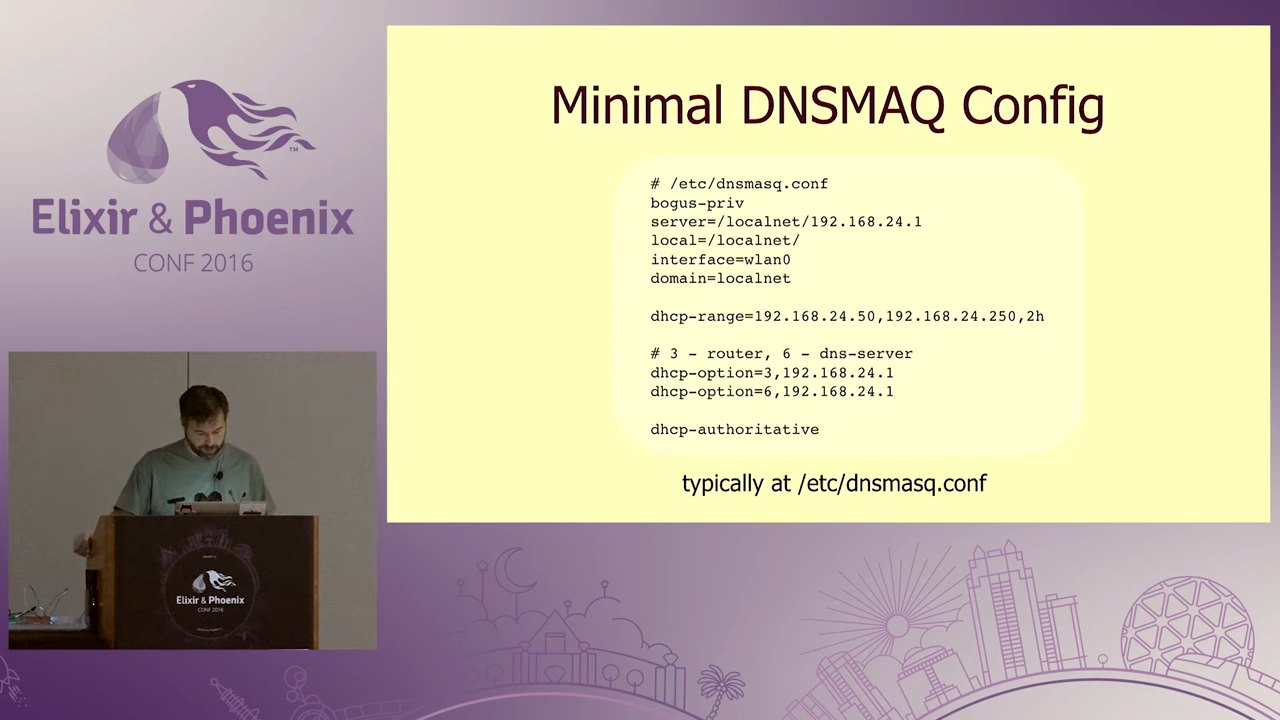 Elixir & Phoenix
CONF 2016
TM
Minimal DNSMAQ Config
# /etc/dnsmasq.conf
bogus-priv
server=/localnet/192.168.24.1
local=/localnet/
interface=wlan0
domain=localnet
dhcp-range=192.168.24.50,192.168.24.250,2h
# 3 - router, 6 - dns-server
dhcp-option=3,192.168.24.1
dhcp-option=6,192.168.24.1
dhcp-authoritative
typically at /etc/dnsmasq.conf
Elixir & Phoenix
CONF 2016